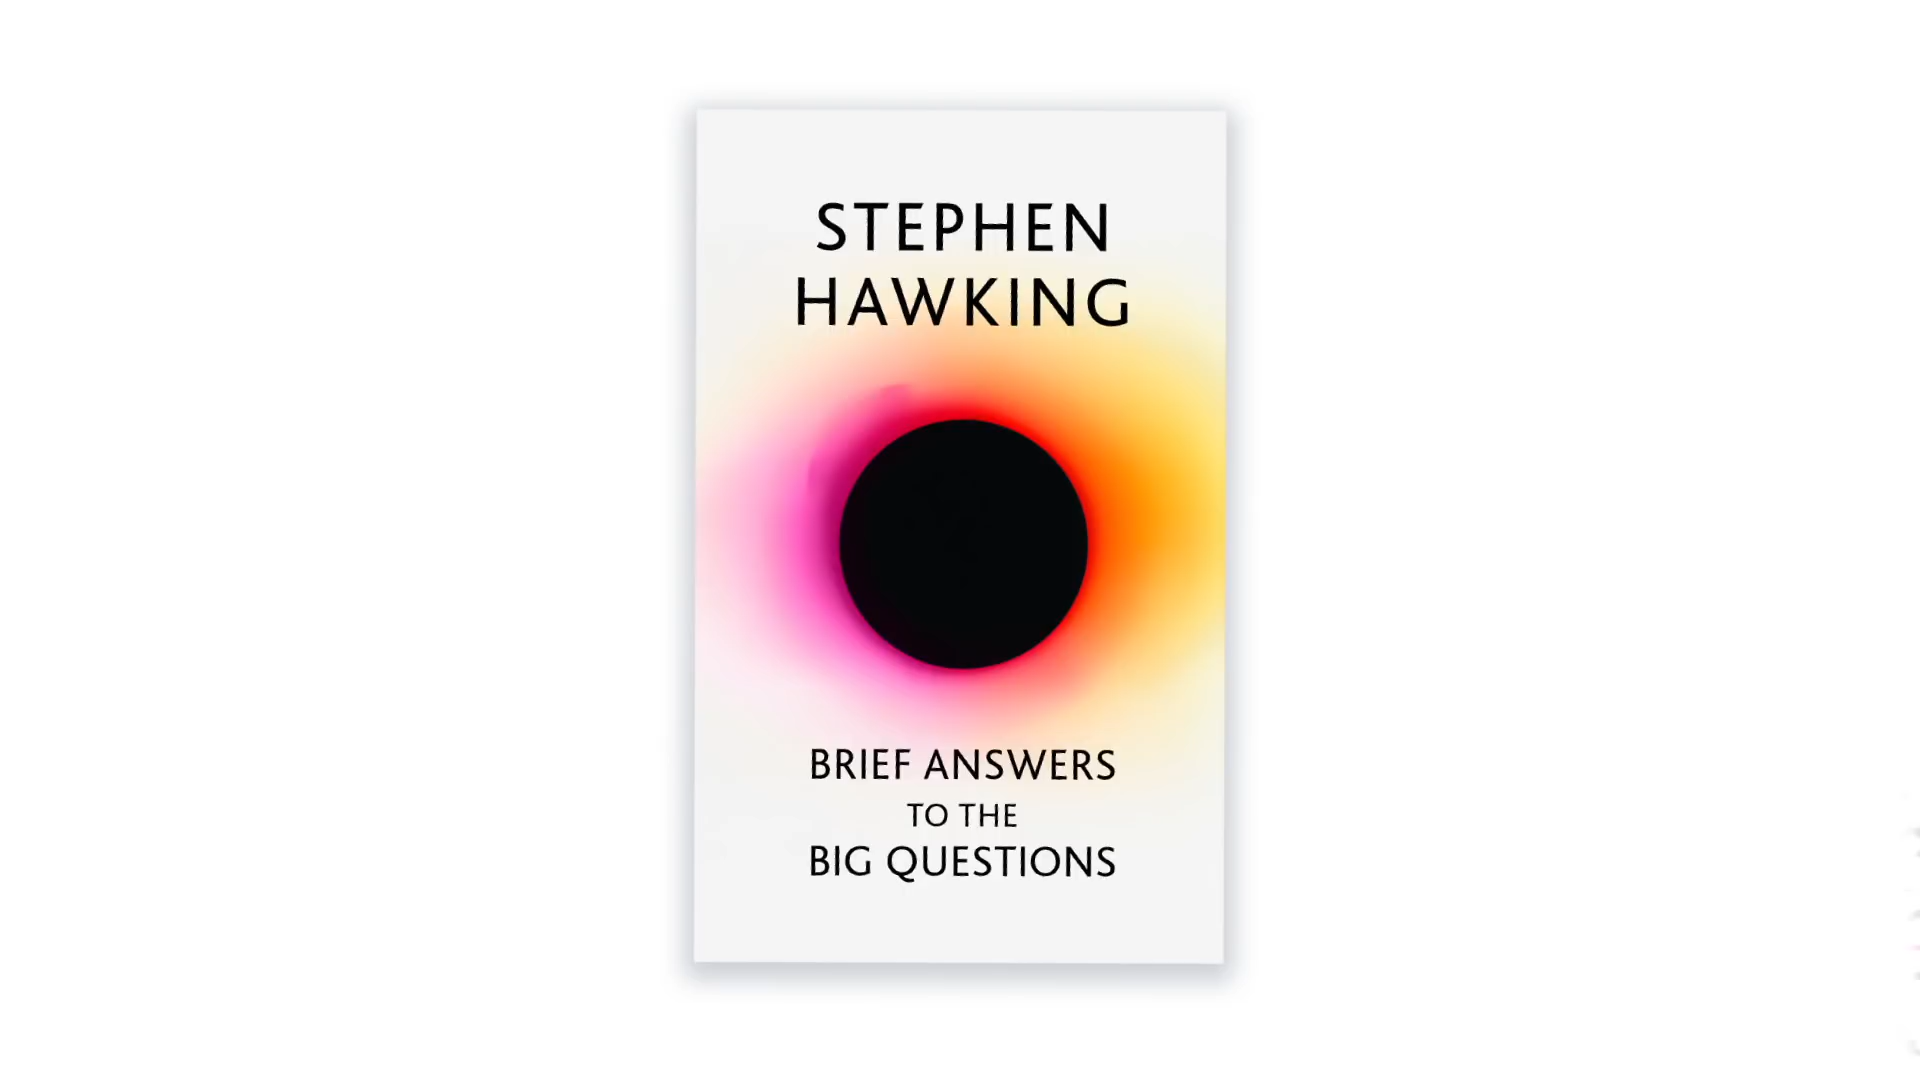 STEPHEN
HAWKING
BRIEF ANSWERS
TO THE
BIG QUESTIONS